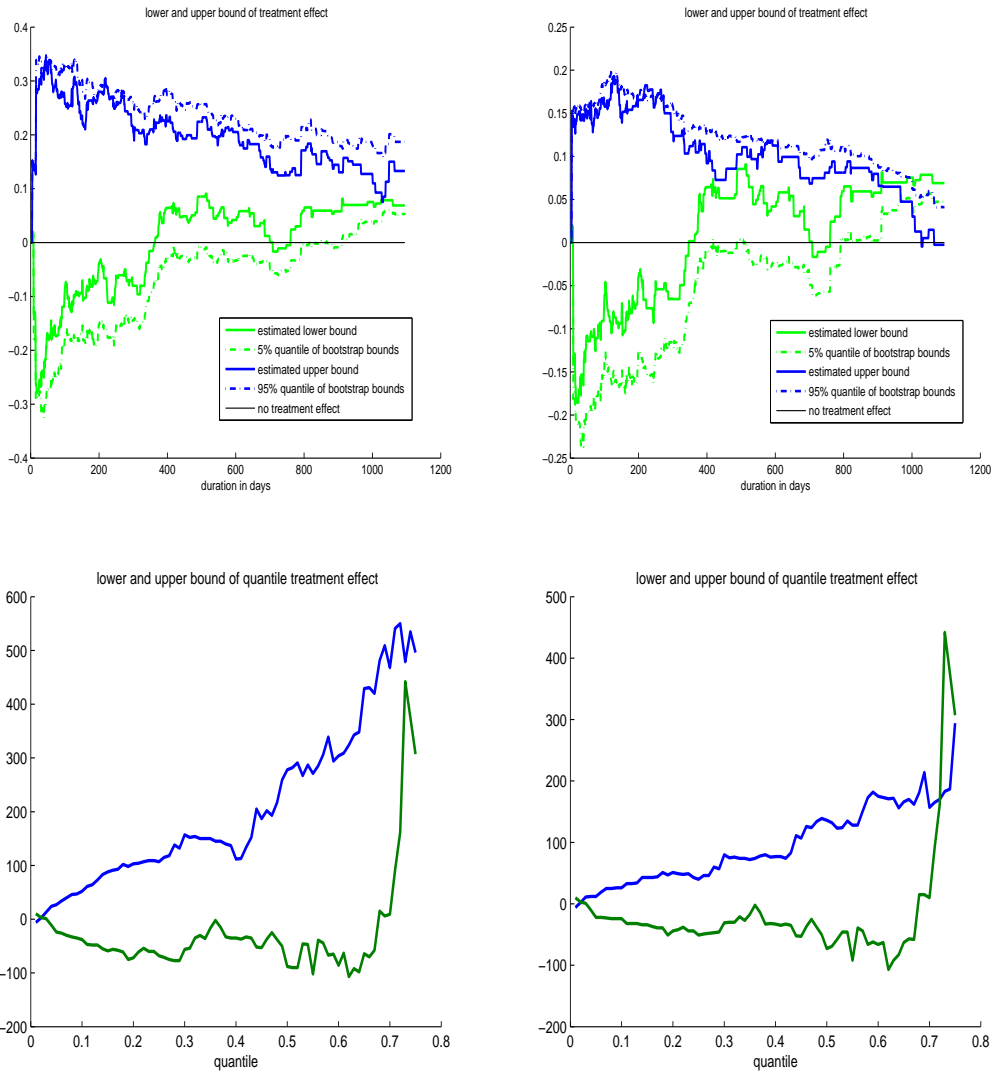 lower and upper bound of treatment effect
0.4
0.3
0.2
0.1
0
−0.1
−0.2
−0.3
−0.4
0 200 400 600 800 1000 1200
duration in days
estimated lower bound
5% quantile of bootstrap bounds
estimated upper bound
95% quantile of bootstrap bounds
no treatment effect
lower and upper bound of treatment effect
0.25
0.2
0.15
0.1
0.05
0
−0.05
−0.1
−0.15
−0.2
−0.25
0 200 400 600 800 1000 1200
duration in days
estimated lower bound
5% quantile of bootstrap bounds
estimated upper bound
95% quantile of bootstrap bounds
no treatment effect
lower and upper bound of quantile treatment effect
600
500
400
300
200
100
0
−100
−200
0 0.1 0.2 0.3 0.4 0.5 0.6 0.7 0.8
quantile
lower and upper bound of quantile treatment effect
500
400
300
200
100
0
−100
−200
0 0.1 0.2 0.3 0.4 0.5 0.6 0.7 0.8
quantile